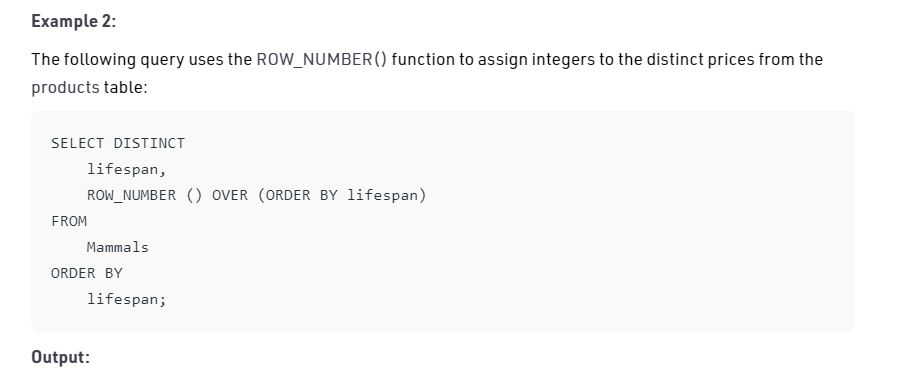 Example 2:
The following query uses the ROW_NUMBER() function to assign integers to the distinct prices from the
products table:
SELECT DISTINCT
    lifespan,
    ROW_NUMBER () OVER (ORDER BY lifespan)
FROM
    Mammals
ORDER BY
    lifespan;
Output: